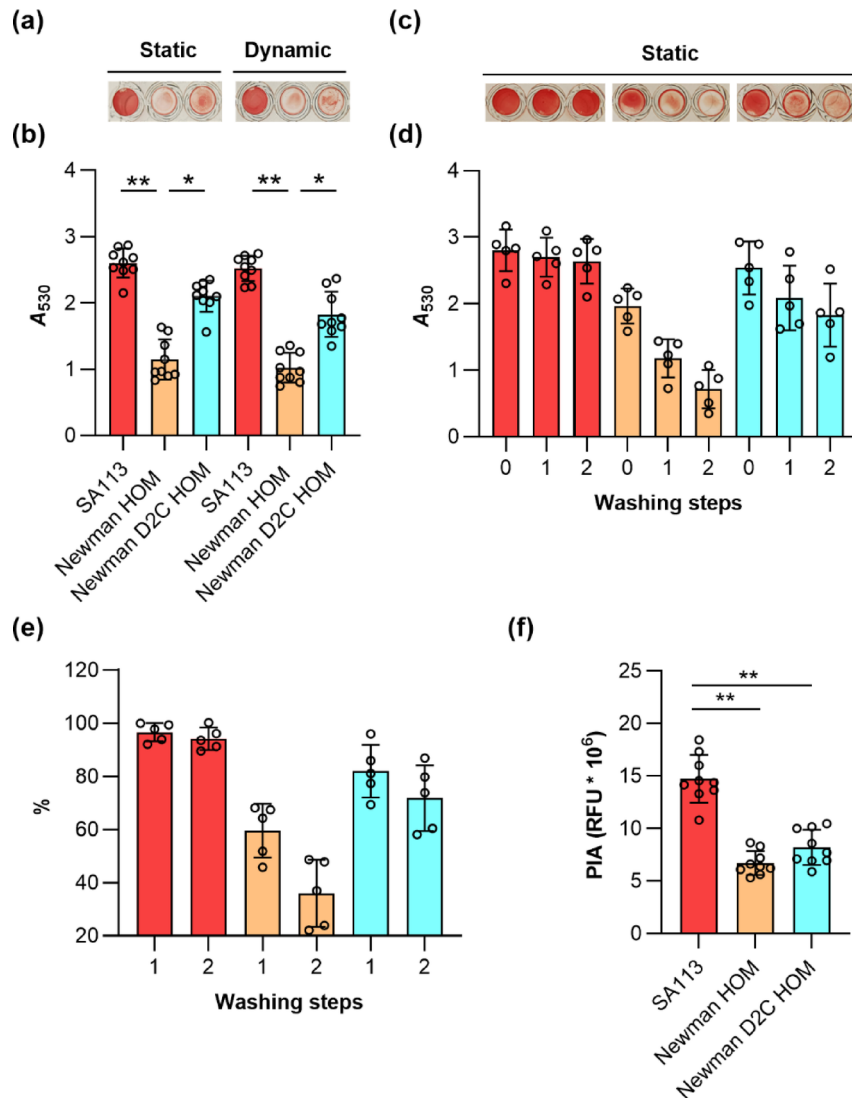 (a)
Static Dynamic
(b)
4
3
2
1
0
A530
** * ** *
SA113
Newman HOM
Newman D2C HOM
SA113
Newman HOM
Newman D2C HOM
(c)
Static
(d)
4
3
2
1
0
A530
0 1 2 0 1 2 0 1 2
Washing steps
(e)
120
100
80
60
40
20
%
1 2 1 2 1 2
Washing steps
(f)
25
20
15
10
5
0
PIA (RFU * 10⁶)
**
**
SA113
Newman HOM
Newman D2C HOM